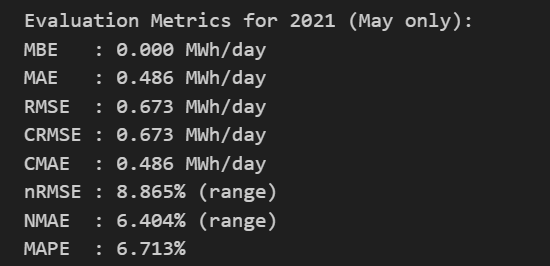 Evaluation Metrics for 2021 (May only):
MBE   : 0.000 MWh/day
MAE   : 0.486 MWh/day
RMSE  : 0.673 MWh/day
CRMSE : 0.673 MWh/day
CMAE  : 0.486 MWh/day
nRMSE : 8.865% (range)
NMAE  : 6.404% (range)
MAPE  : 6.713%